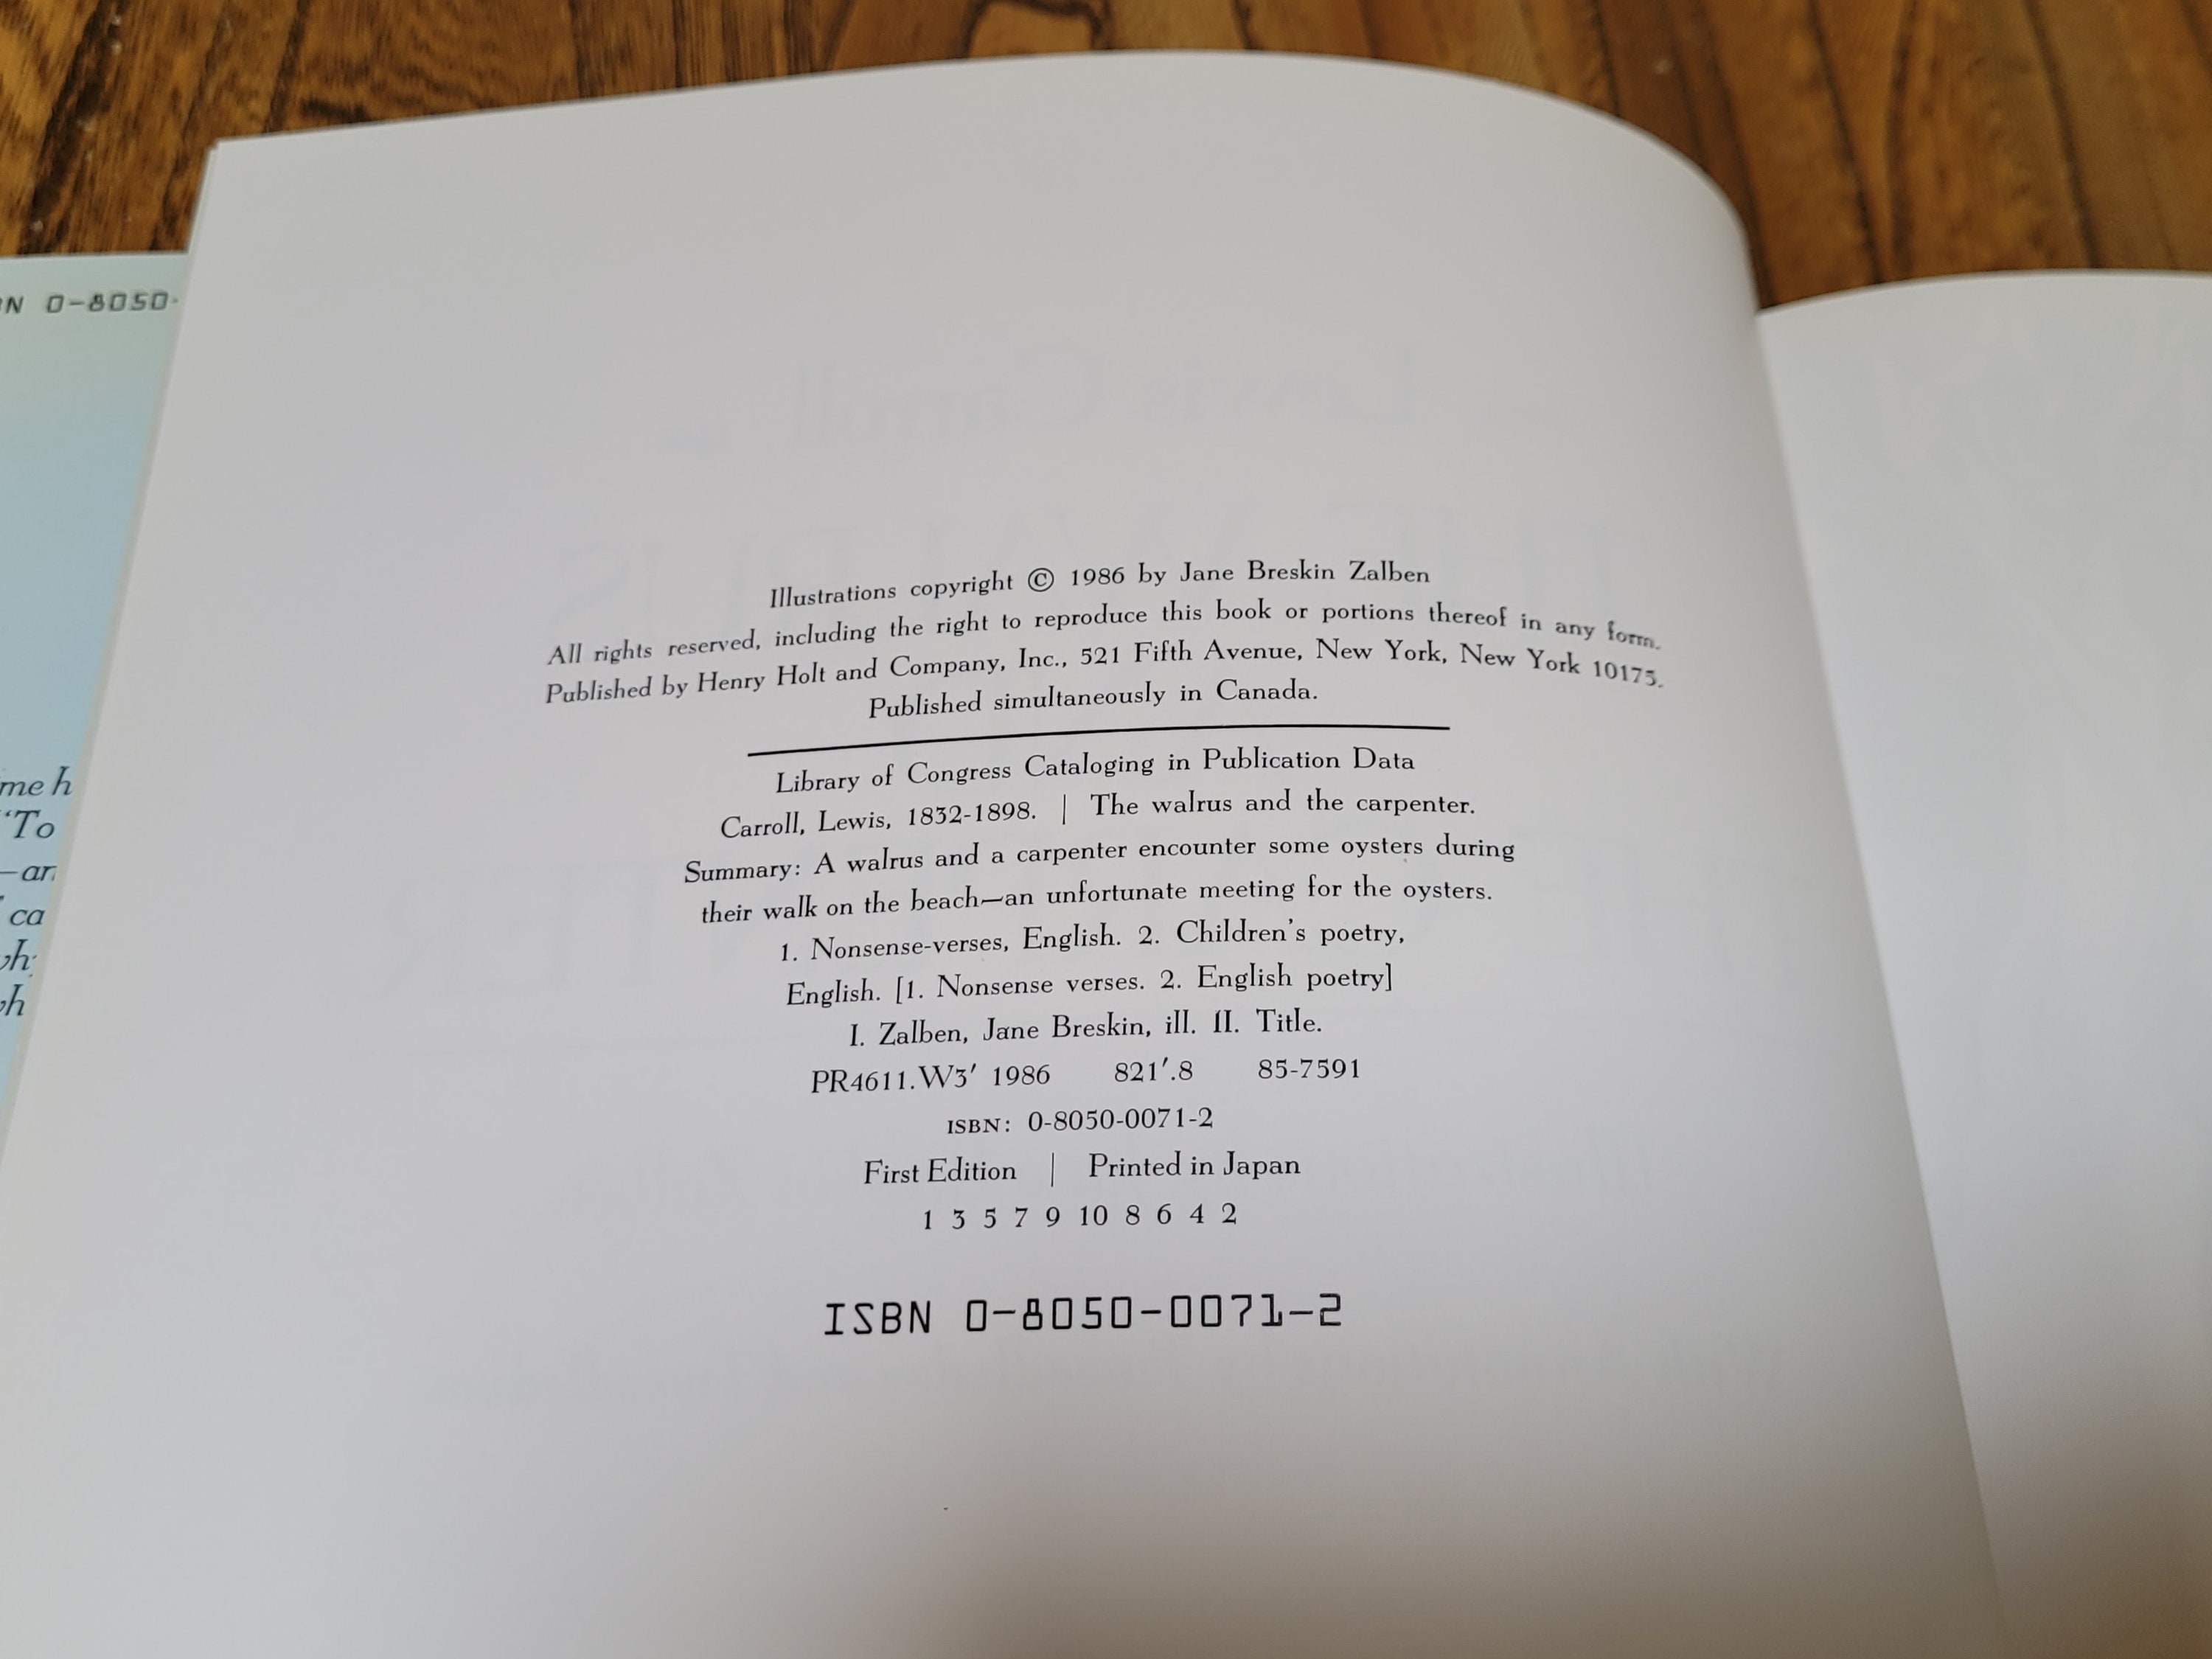 N 0-8050-
me h
"To
—an
ca
Illustrations copyright © 1986 by Jane Breskin Zalben
All rights reserved, including the right to reproduce this book or portions thereof in any form.
Published by Henry Holt and Company, Inc., 521 Fifth Avenue, New York, New York 10175.
Published simultaneously in Canada.
Library of Congress Cataloging in Publication Data
Carroll, Lewis, 1832-1898. | The walrus and the carpenter.
Summary: A walrus and a carpenter encounter some oysters during
their walk on the beach—an unfortunate meeting for the oysters.
1. Nonsense-verses, English. 2. Children's poetry,
English. [1. Nonsense verses. 2. English poetry]
I. Zalben, Jane Breskin, ill. II. Title.
PR4611.W3′ 1986 821′.8 85-7591
ISBN: 0-8050-0071-2
First Edition | Printed in Japan
1 3 5 7 9 10 8 6 4 2
ISBN 0-8050-0071-2